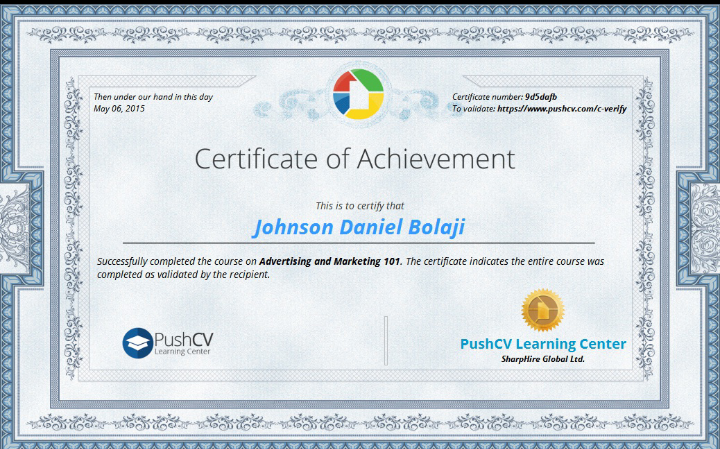 Then under our hand in this day
May 06, 2015
Certificate number: 9d5dafb
To validate: https://www.pushcv.com/c-verify
Certificate of Achievement
This is to certify that
Johnson Daniel Bolaji
Successfully completed the course on Advertising and Marketing 101. The certificate indicates the entire course was
completed as validated by the recipient.
PushCV
Learning Center
PushCV Learning Center
SharpHire Global Ltd.